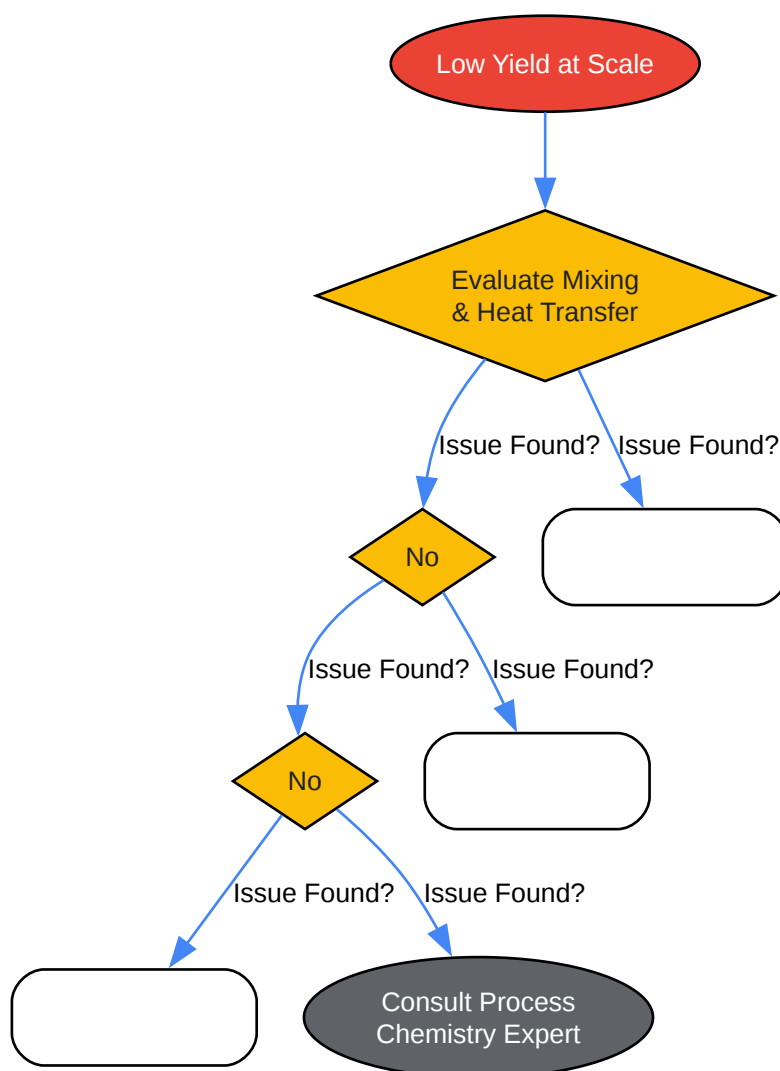 Low Yield at Scale
Evaluate Mixing
& Heat Transfer
Issue Found?
Issue Found?
No
Issue Found?
Issue Found?
No
Issue Found?
Issue Found?
Consult Process
Chemistry Expert